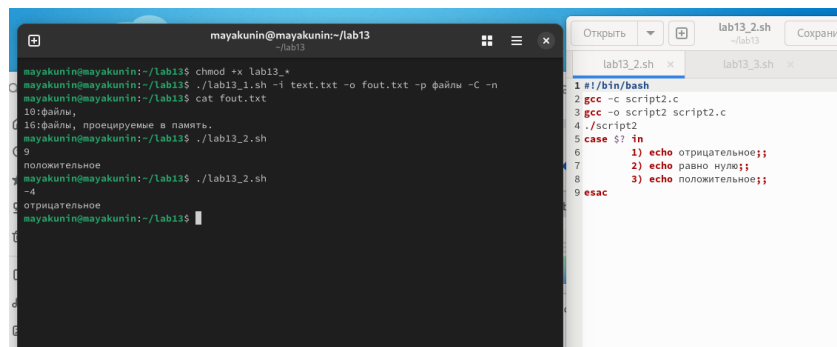 mayakunin@mayakunin:~/lab13
~/lab13
mayakunin@mayakunin:~/lab13$ chmod +x lab13_*
mayakunin@mayakunin:~/lab13$ ./lab13_1.sh -i text.txt -o fout.txt -p файлы -C -n
mayakunin@mayakunin:~/lab13$ cat fout.txt
10:файлы,
16:файлы, проецируемые в память.
mayakunin@mayakunin:~/lab13$ ./lab13_2.sh
9
положительное
mayakunin@mayakunin:~/lab13$ ./lab13_2.sh
-4
отрицательное
mayakunin@mayakunin:~/lab13$
Открыть
lab13_2.sh
~/lab13
Сохрани
lab13_2.sh
lab13_3.sh
1 #!/bin/bash
2 gcc -c script2.c
3 gcc -o script2 script2.c
4 ./script2
5 case $? in
6 1) echo отрицательное;;
7 2) echo равно нулю;;
8 3) echo положительное;;
9 esac